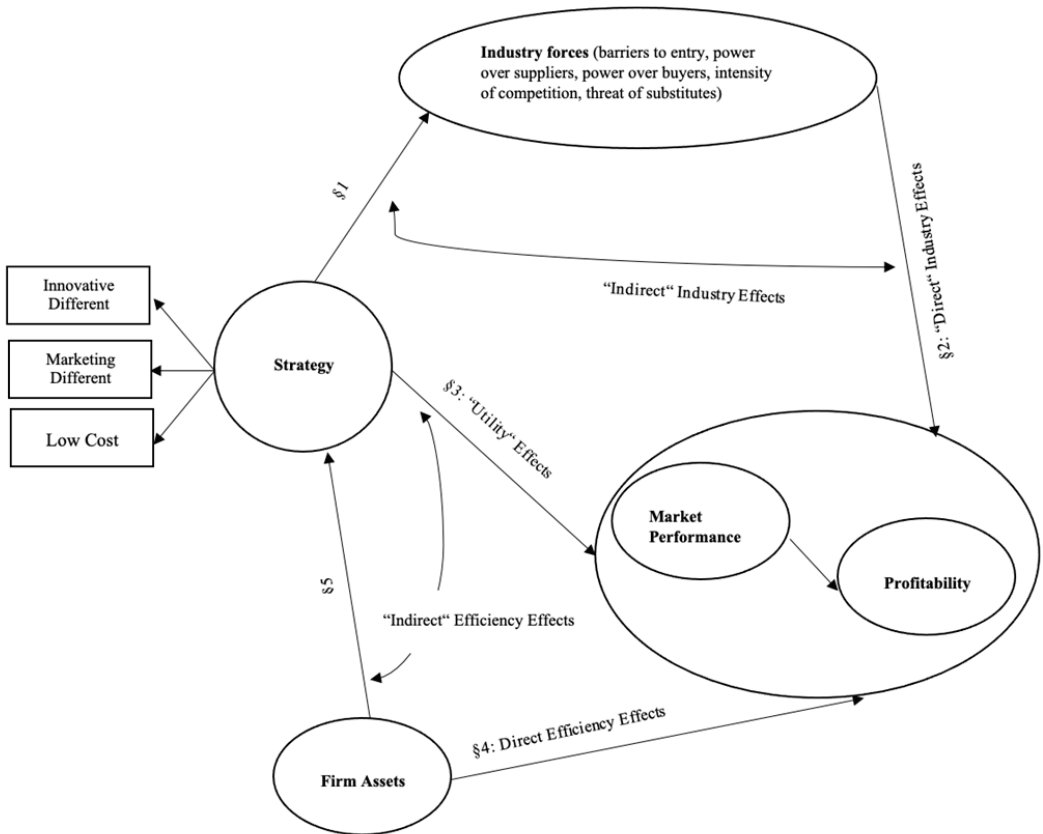 Industry forces (barriers to entry, power
over suppliers, power over buyers, intensity
of competition, threat of substitutes)
§1
§2: “Direct“ Industry Effects
“Indirect“ Industry Effects
Innovative
Different
Marketing
Different
Low Cost
Strategy
§3: “Utility“ Effects
Market
Performance
Profitability
§5
“Indirect“ Efficiency Effects
§4: Direct Efficiency Effects
Firm Assets